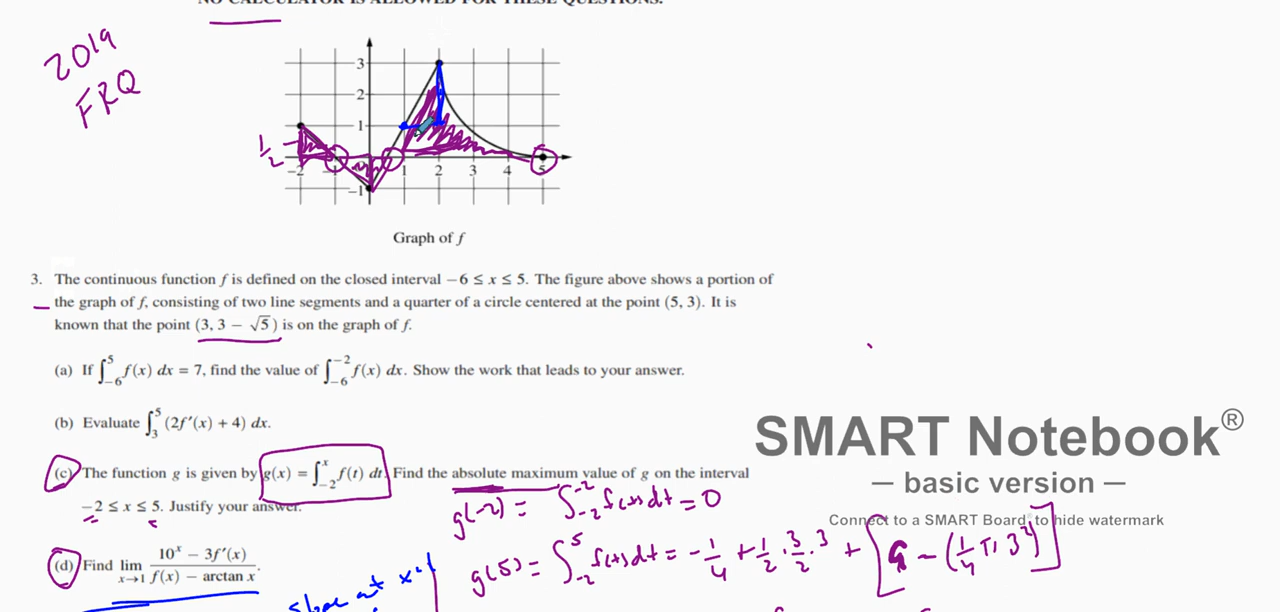 NO CALCULATOR IS ALLOWED FOR THESE QUESTIONS.
2019
FRQ
3
2
1
1/2
-2
1
2
3
4
5
-1
Graph of f
3. The continuous function f is defined on the closed interval −6 ≤ x ≤ 5. The figure above shows a portion of
the graph of f, consisting of two line segments and a quarter of a circle centered at the point (5, 3). It is
known that the point (3, 3 − √5) is on the graph of f.
(a) If ∫_{-6}^{5} f(x) dx = 7, find the value of ∫_{-6}^{-2} f(x) dx. Show the work that leads to your answer.
(b) Evaluate ∫_{3}^{5} (2f′(x) + 4) dx.
(c) The function g is given by g(x) = ∫_{-2}^{x} f(t) dt. Find the absolute maximum value of g on the interval
−2 ≤ x ≤ 5. Justify your answer.
g(-2) = ∫_{-2}^{-2} f(t)dt = 0
(d) Find lim_{x→1} (10^x − 3f′(x)) / (f(x) − arctan x).
g(5) = ∫_{-2}^{5} f(t)dt = -1/4 + 1/2 · 3/2 · 3 + [9 - (1/4 π 3²)]
slope at x=1
SMART Notebook®
— basic version —
Connect to a SMART Board to hide watermark